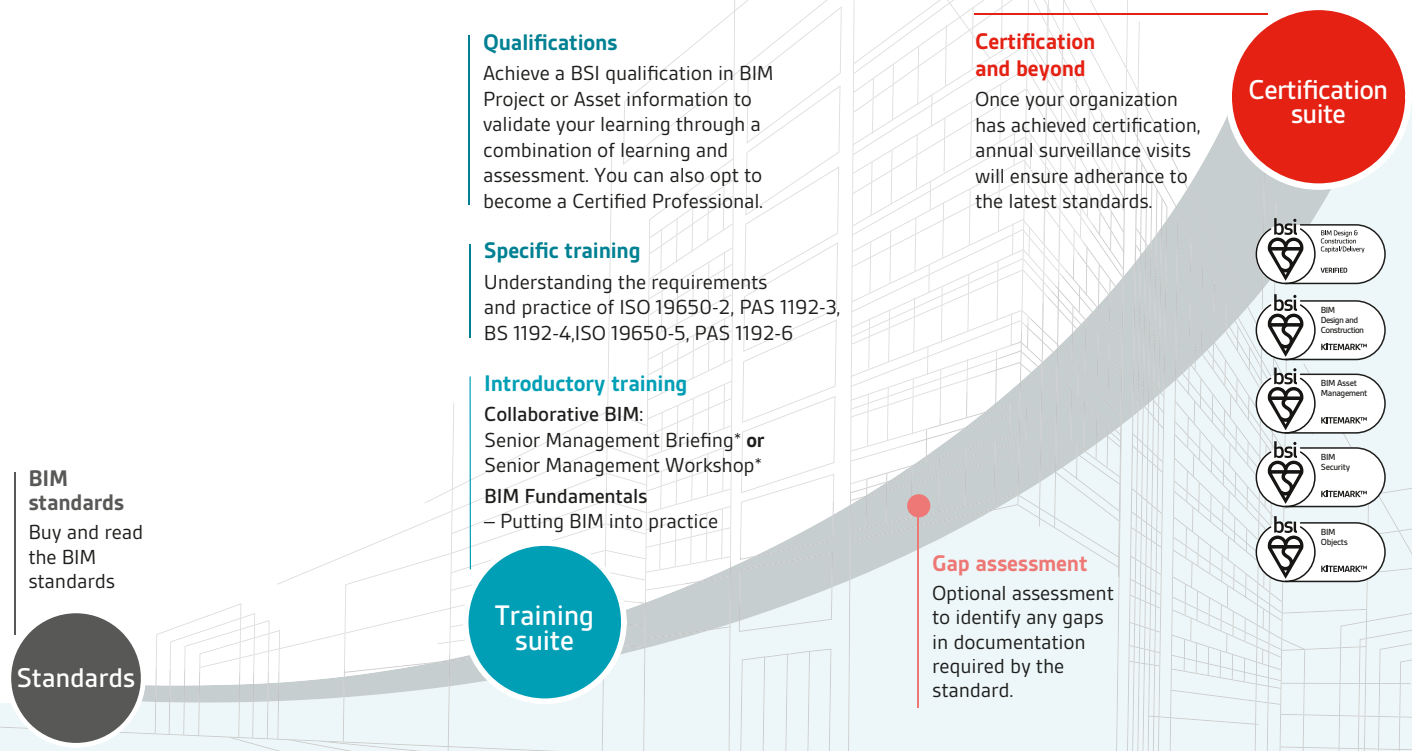 BIM
standards
Buy and read
the BIM
standards
Standards
Qualifications
Achieve a BSI qualification in BIM
Project or Asset information to
validate your learning through a
combination of learning and
assessment. You can also opt to
become a Certified Professional.
Specific training
Understanding the requirements
and practice of ISO 19650-2, PAS 1192-3,
BS 1192-4,ISO 19650-5, PAS 1192-6
Introductory training
Collaborative BIM:
Senior Management Briefing* or
Senior Management Workshop*
BIM Fundamentals
– Putting BIM into practice
Training
suite
Gap assessment
Optional assessment
to identify any gaps
in documentation
required by the
standard.
Certification
and beyond
Once your organization
has achieved certification,
annual surveillance visits
will ensure adherance to
the latest standards.
Certification
suite
bsi
BIM Design &
Construction
Capital/Delivery
VERIFIED
bsi
BIM
Design and
Construction
KITEMARK™
bsi
BIM Asset
Management
KITEMARK™
bsi
BIM
Security
KITEMARK™
bsi
BIM
Objects
KITEMARK™